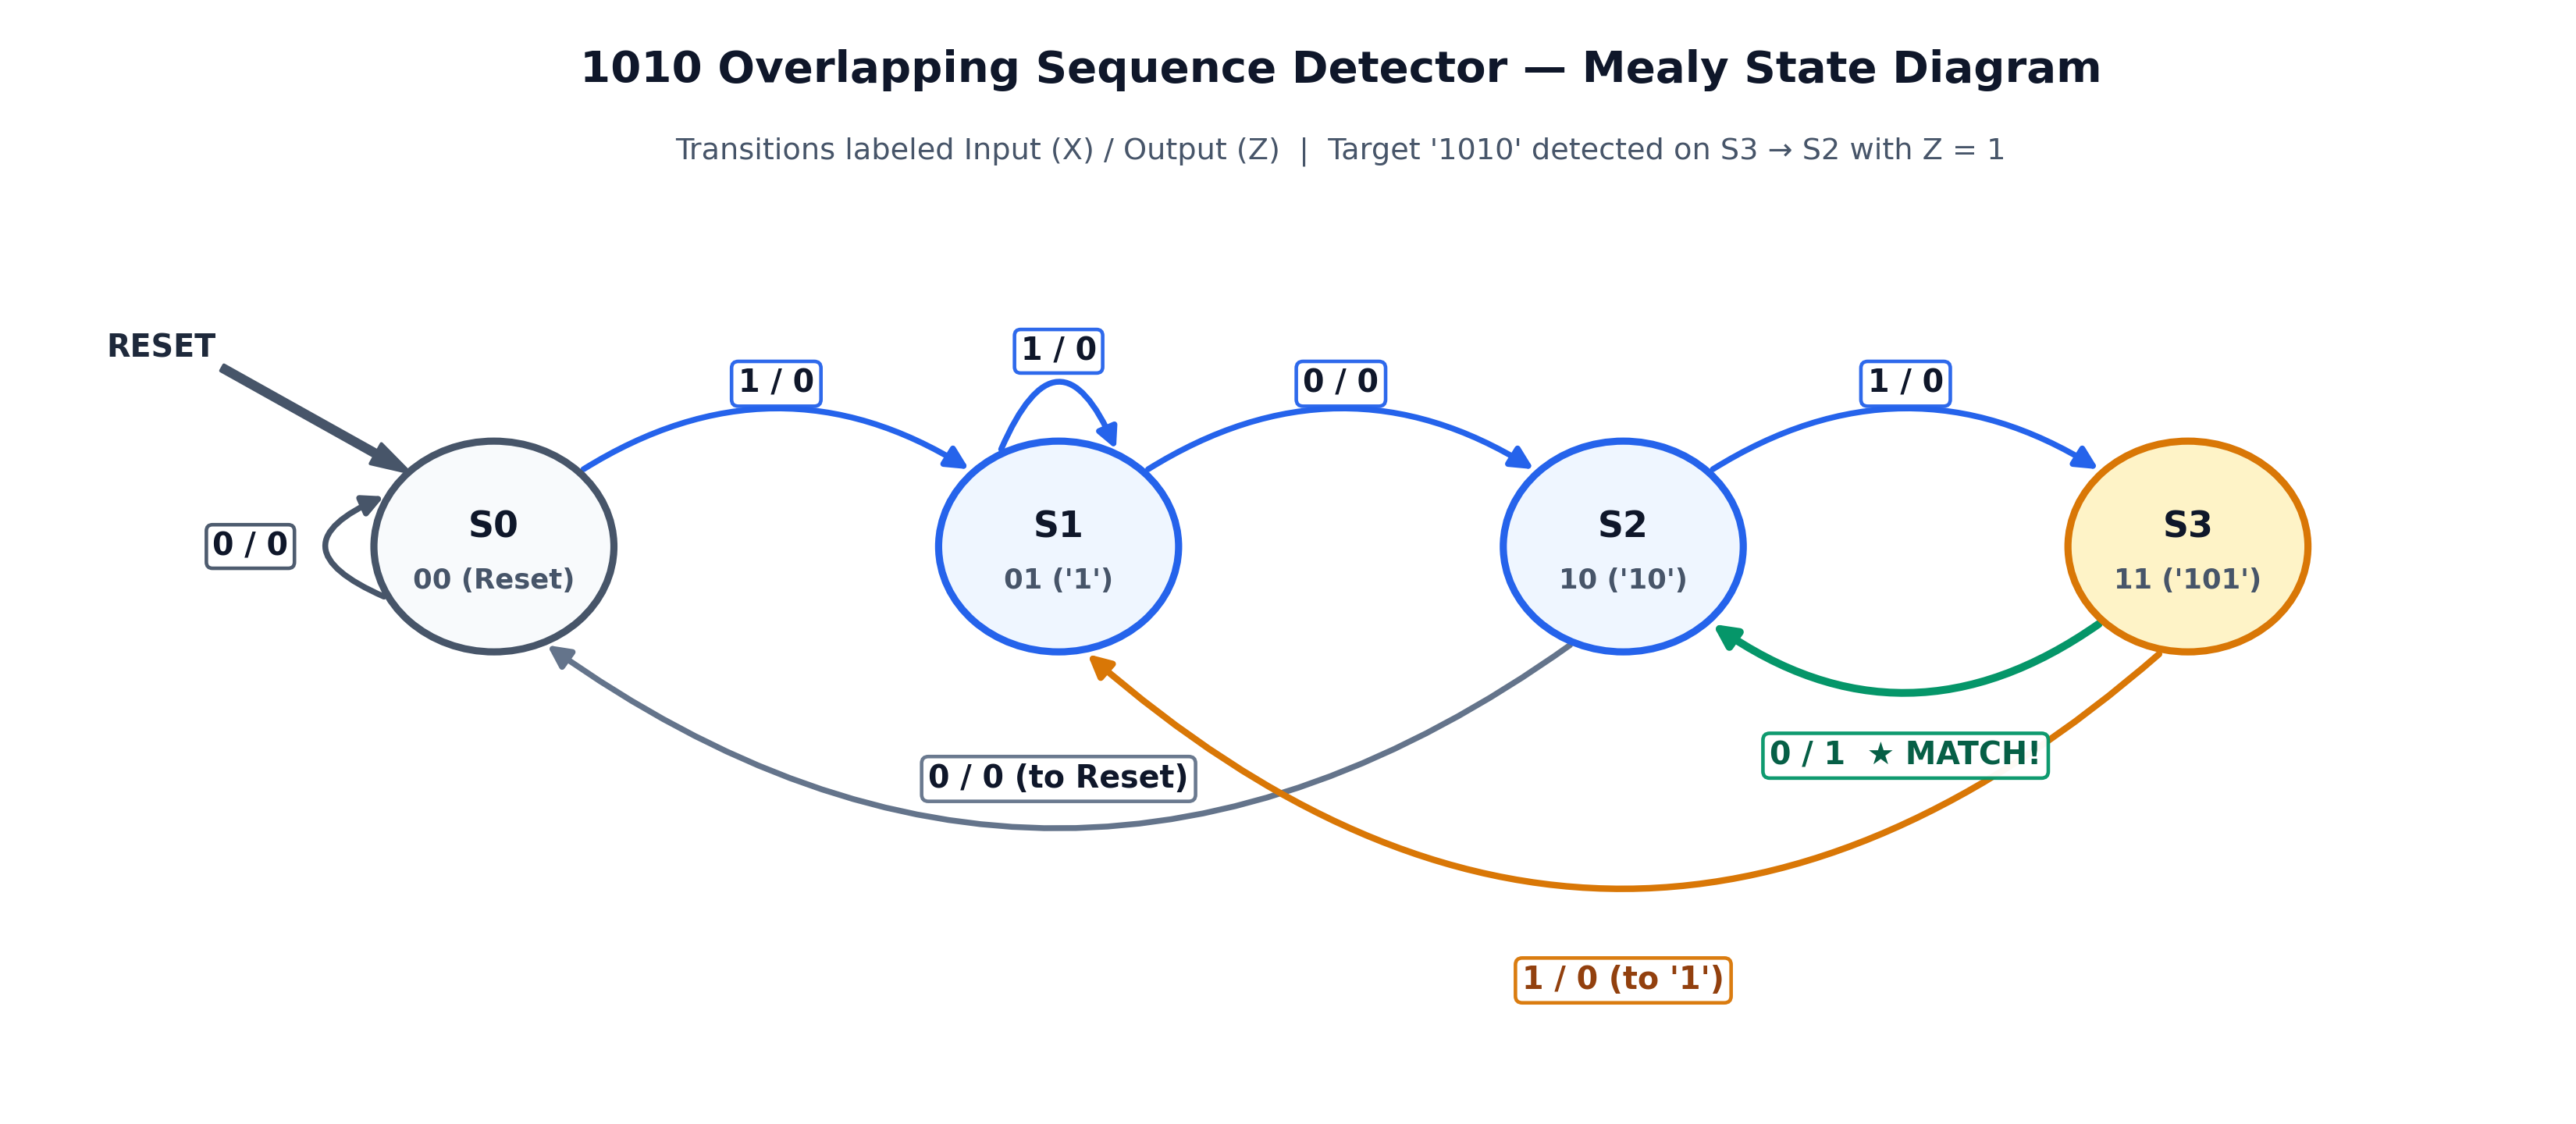 1010 Overlapping Sequence Detector — Mealy State Diagram
Transitions labeled Input (X) / Output (Z) | Target '1010' detected on S3 → S2 with Z = 1
RESET
1 / 0
1 / 0
0 / 0
1 / 0
0 / 0
S0
00 (Reset)
S1
01 ('1')
S2
10 ('10')
S3
11 ('101')
0 / 0 (to Reset)
0 / 1 ★ MATCH!
1 / 0 (to '1')